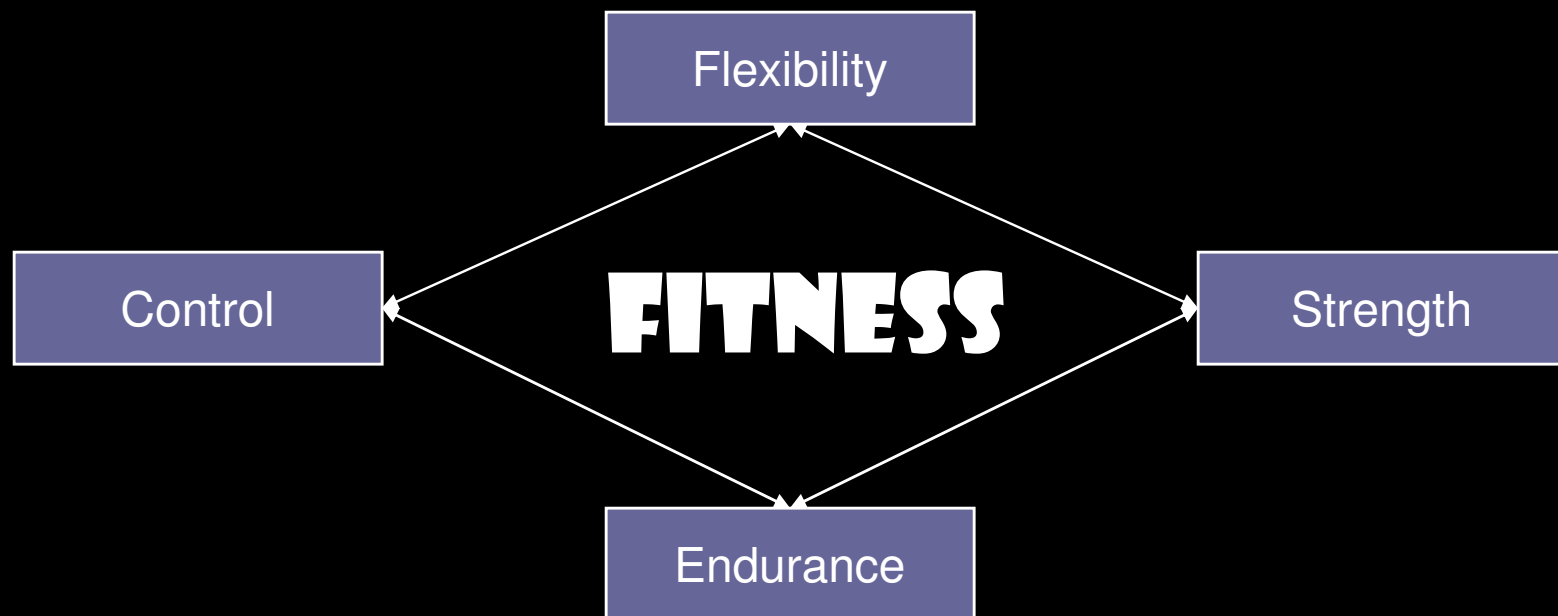 Flexibility
Control
FITNESS
Strength
Endurance